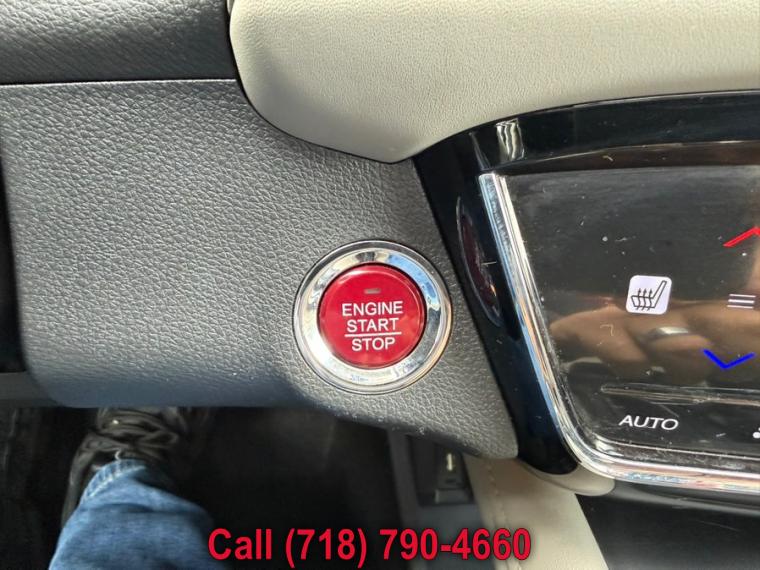 ENGINE
START
STOP
AUTO
Call (718) 790-4660